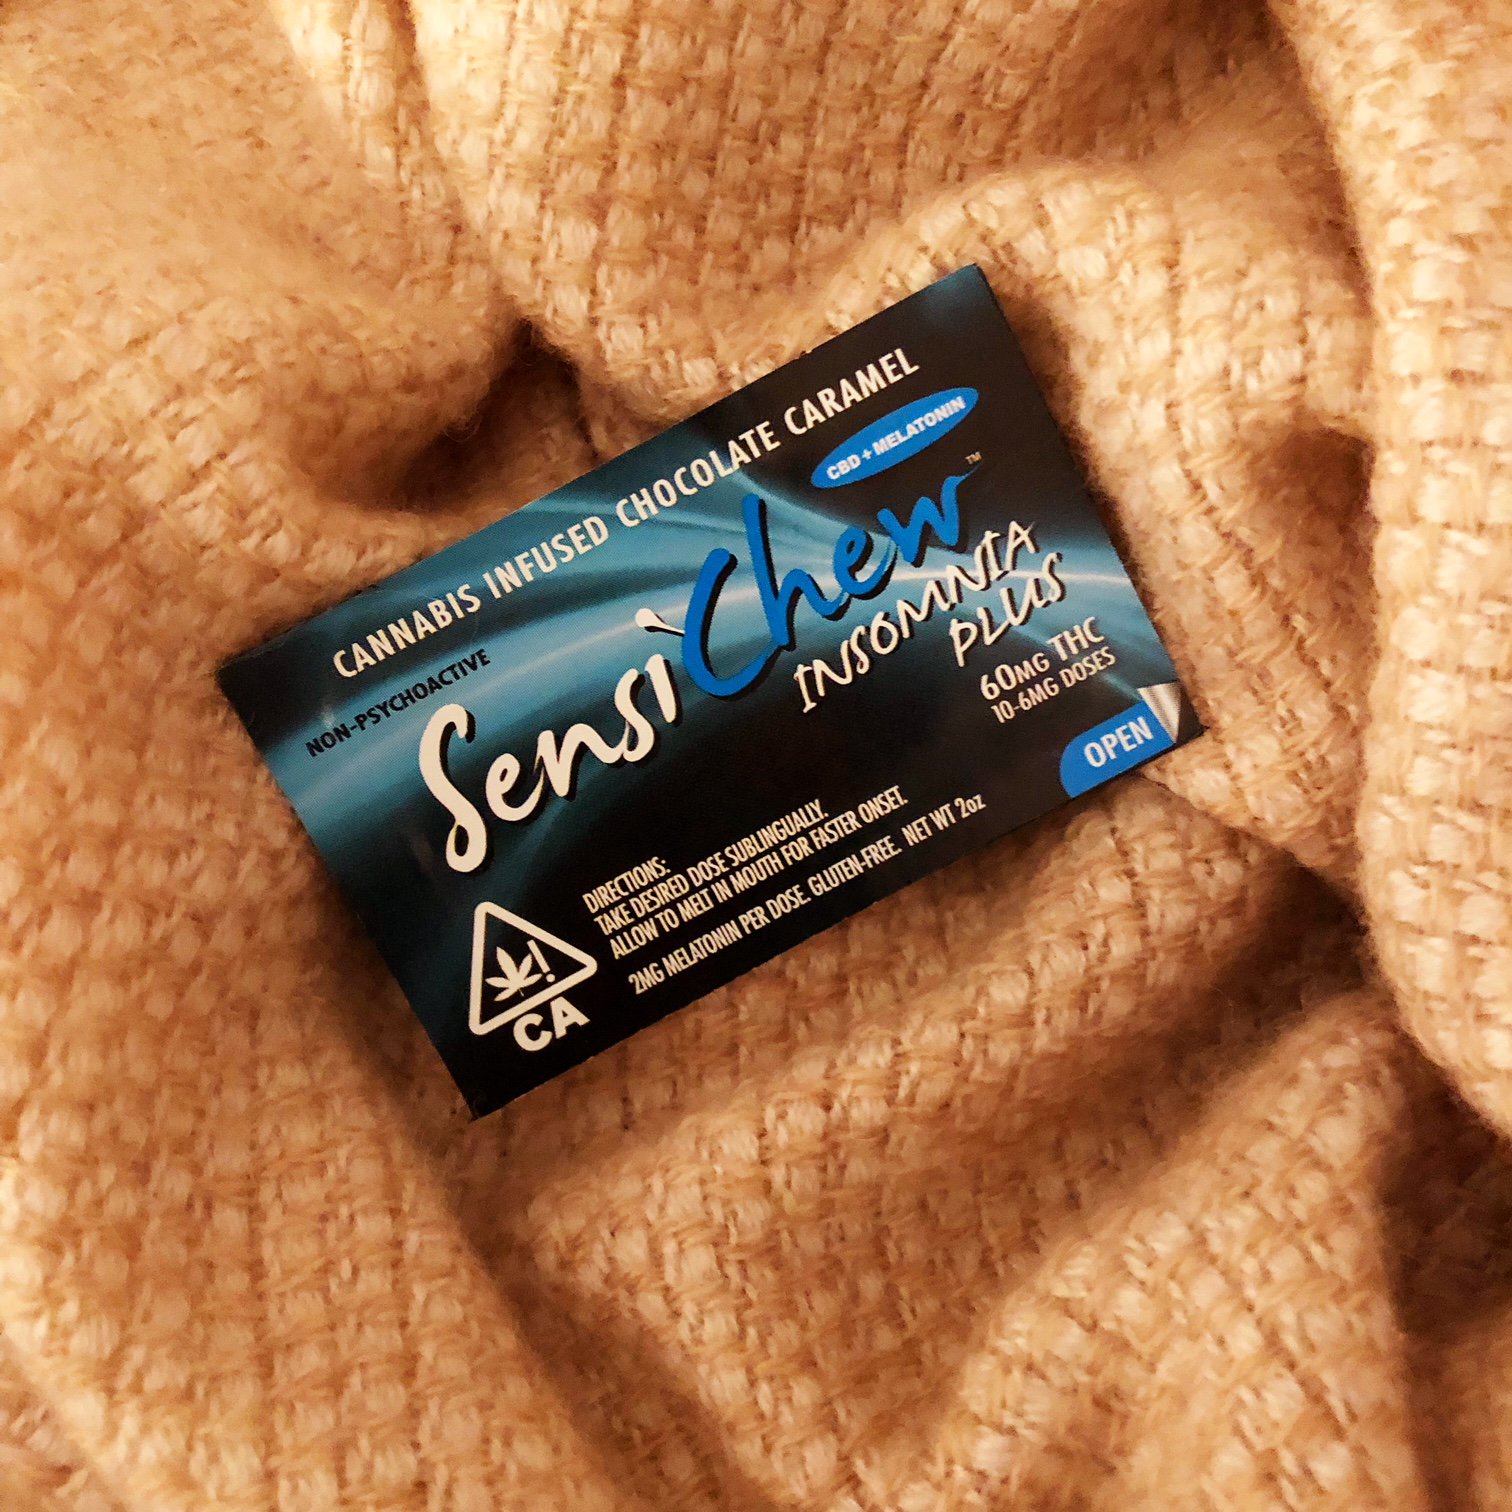 CANNABIS INFUSED CHOCOLATE CARAMEL
CBD + MELATONIN
NON-PSYCHOACTIVE
SensiChew™
INSOMNIA
PLUS
60MG THC
10-6MG DOSES
OPEN
DIRECTIONS:
TAKE DESIRED DOSE SUBLINGUALLY.
ALLOW TO MELT IN MOUTH FOR FASTER ONSET.
2MG MELATONIN PER DOSE. GLUTEN-FREE. NET WT 2oz
!
CA